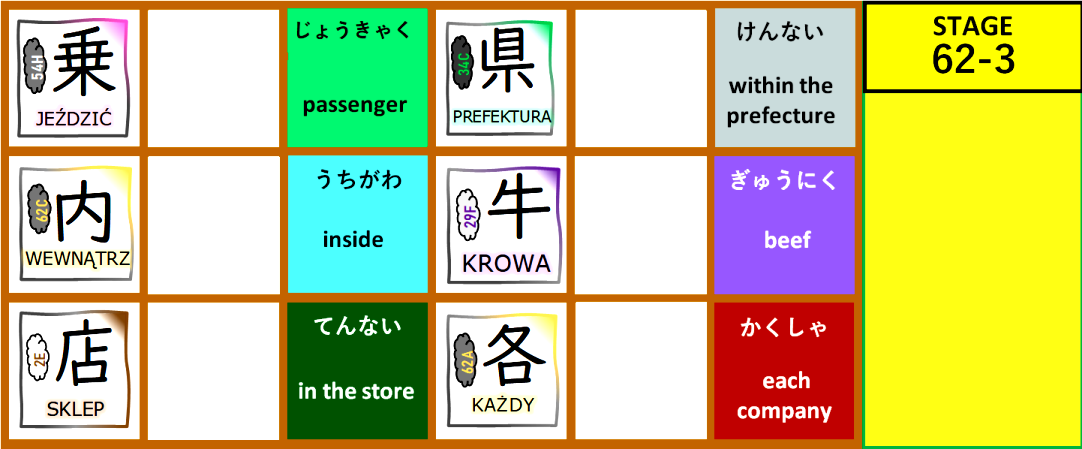 54H
乗
JEŹDZIĆ
じょうきゃく
passenger
34C
県
PREFEKTURA
けんない
within the
prefecture
STAGE
62-3
62C
内
WEWNĄTRZ
うちがわ
inside
29F
牛
KROWA
ぎゅうにく
beef
2E
店
SKLEP
てんない
in the store
62A
各
KAŻDY
かくしゃ
each
company